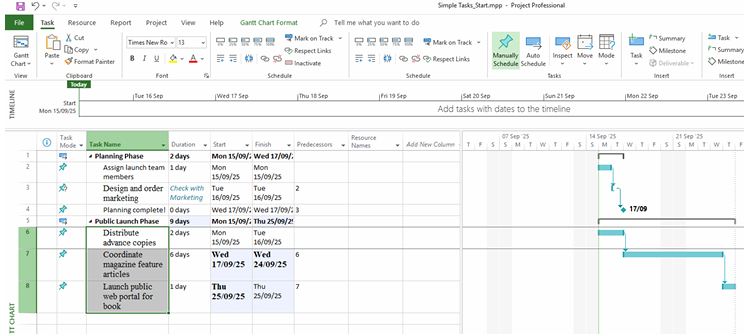 Simple Tasks_Start.mpp - Project Professional
File Task Resource Report Project View Help Gantt Chart Format Tell me what you want to do
Gantt Chart
View
Paste
Cut
Copy
Format Painter
Clipboard
Times New Ro 13
B I U A
Font
0% 25% 50% 75% 100%
Mark on Track
Respect Links
Inactivate
Schedule
0% 25% 50% 75% 100%
Mark on Track
Respect Links
Schedule
Manually Schedule
Auto Schedule
Inspect
Move
Mode
Tasks
Task
Summary
Milestone
Deliverable
Insert
Task
Summary
Milestone
Insert
Today
TIMELINE
Start
Mon 15/09/25
Tue 16 Sep Wed 17 Sep Thu 18 Sep Fri 19 Sep Sat 20 Sep Sun 21 Sep Mon 22 Sep Tue 23 Sep
Add tasks with dates to the timeline
Task Mode Task Name Duration Start Finish Predecessors Resource Names Add New Column
07 Sep '25 14 Sep '25 21 Sep '25
T F S S M T W T F S S M T W T F S S M T W T
1 Planning Phase 2 days Mon 15/09/ Wed 17/09/
2 Assign launch team members 1 day Mon 15/09/25 Mon 15/09/25
3 Design and order marketing Check with Marketing Tue 16/09/25 Tue 16/09/25 2
4 Planning complete! 0 days Wed 17/09/2 Wed 17/09/2 3
17/09
5 Public Launch Phase 9 days Mon 15/09/ Thu 25/09/2
6 Distribute advance copies 2 days Mon 15/09/25 Tue 16/09/25
7 Coordinate magazine feature articles 6 days Wed 17/09/25 Wed 24/09/25 6
8 Launch public web portal for book 1 day Thu 25/09/25 Thu 25/09/25 7
TT CHART